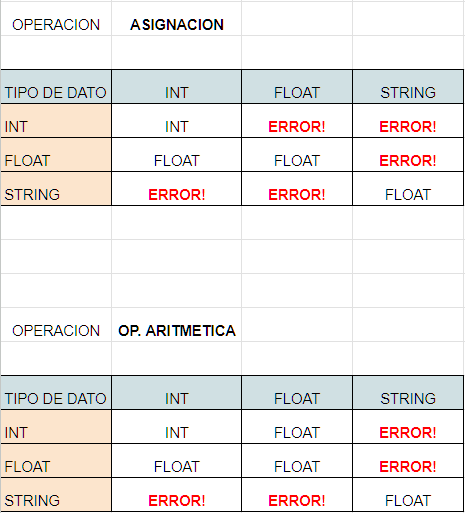 OPERACION ASIGNACION
TIPO DE DATO INT FLOAT STRING
INT INT ERROR! ERROR!
FLOAT FLOAT FLOAT ERROR!
STRING ERROR! ERROR! FLOAT
OPERACION OP. ARITMETICA
TIPO DE DATO INT FLOAT STRING
INT INT FLOAT ERROR!
FLOAT FLOAT FLOAT ERROR!
STRING ERROR! ERROR! FLOAT